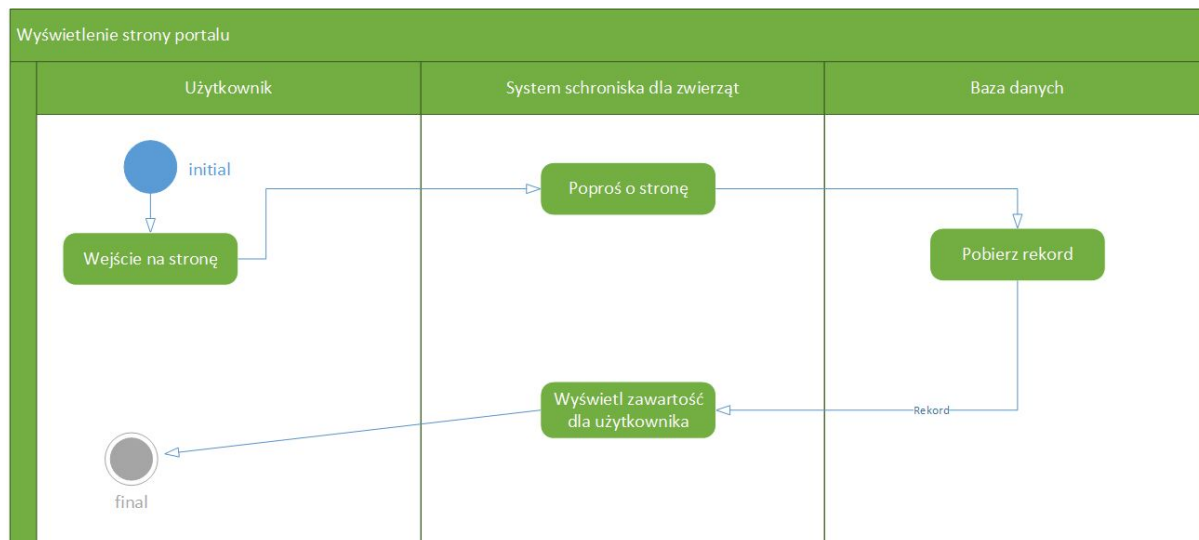 Wyświetlenie strony portalu
Użytkownik
System schroniska dla zwierząt
Baza danych
initial
Poproś o stronę
Wejście na stronę
Pobierz rekord
Wyświetl zawartość
dla użytkownika
Rekord
final